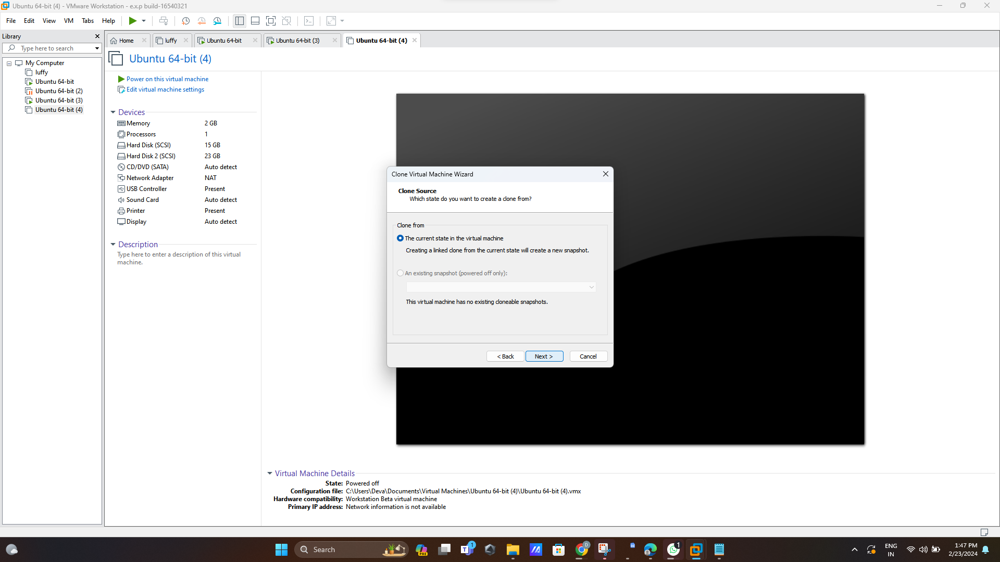 Ubuntu 64-bit (4) - VMware Workstation - e.x.p build-16540321
File Edit View VM Tabs Help
Library
Type here to search
My Computer
luffy
Ubuntu 64-bit
Ubuntu 64-bit (2)
Ubuntu 64-bit (3)
Ubuntu 64-bit (4)
Home luffy Ubuntu 64-bit Ubuntu 64-bit (3) Ubuntu 64-bit (4)
Ubuntu 64-bit (4)
Power on this virtual machine
Edit virtual machine settings
Devices
Memory 2 GB
Processors 1
Hard Disk (SCSI) 15 GB
Hard Disk 2 (SCSI) 23 GB
CD/DVD (SATA) Auto detect
Network Adapter NAT
USB Controller Present
Sound Card Auto detect
Printer Present
Display Auto detect
Description
Type here to enter a description of this virtual
machine.
Clone Virtual Machine Wizard
Clone Source
Which state do you want to create a clone from?
Clone from
The current state in the virtual machine
Creating a linked clone from the current state will create a new snapshot.
An existing snapshot (powered off only):
This virtual machine has no existing cloneable snapshots.
< Back Next > Cancel
Virtual Machine Details
State: Powered off
Configuration file: C:\Users\Deva\Documents\Virtual Machines\Ubuntu 64-bit (4)\Ubuntu 64-bit (4).vmx
Hardware compatibility: Workstation Beta virtual machine
Primary IP address: Network information is not available
Search
PRE
T
1
D
1
ENG
IN
1:47 PM
2/23/2024